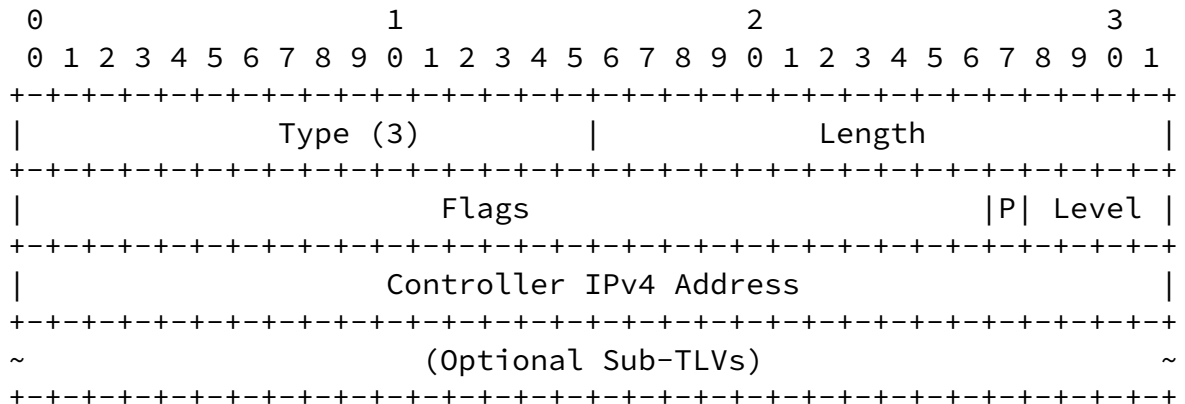 0                   1                   2                   3
 0 1 2 3 4 5 6 7 8 9 0 1 2 3 4 5 6 7 8 9 0 1 2 3 4 5 6 7 8 9 0 1
+-+-+-+-+-+-+-+-+-+-+-+-+-+-+-+-+-+-+-+-+-+-+-+-+-+-+-+-+-+-+-+-+
|              Type (3)         |            Length             |
+-+-+-+-+-+-+-+-+-+-+-+-+-+-+-+-+-+-+-+-+-+-+-+-+-+-+-+-+-+-+-+-+
|                       Flags                         |P| Level |
+-+-+-+-+-+-+-+-+-+-+-+-+-+-+-+-+-+-+-+-+-+-+-+-+-+-+-+-+-+-+-+-+
|                    Controller IPv4 Address                    |
+-+-+-+-+-+-+-+-+-+-+-+-+-+-+-+-+-+-+-+-+-+-+-+-+-+-+-+-+-+-+-+-+
~                      (Optional Sub-TLVs)                      ~
+-+-+-+-+-+-+-+-+-+-+-+-+-+-+-+-+-+-+-+-+-+-+-+-+-+-+-+-+-+-+-+-+